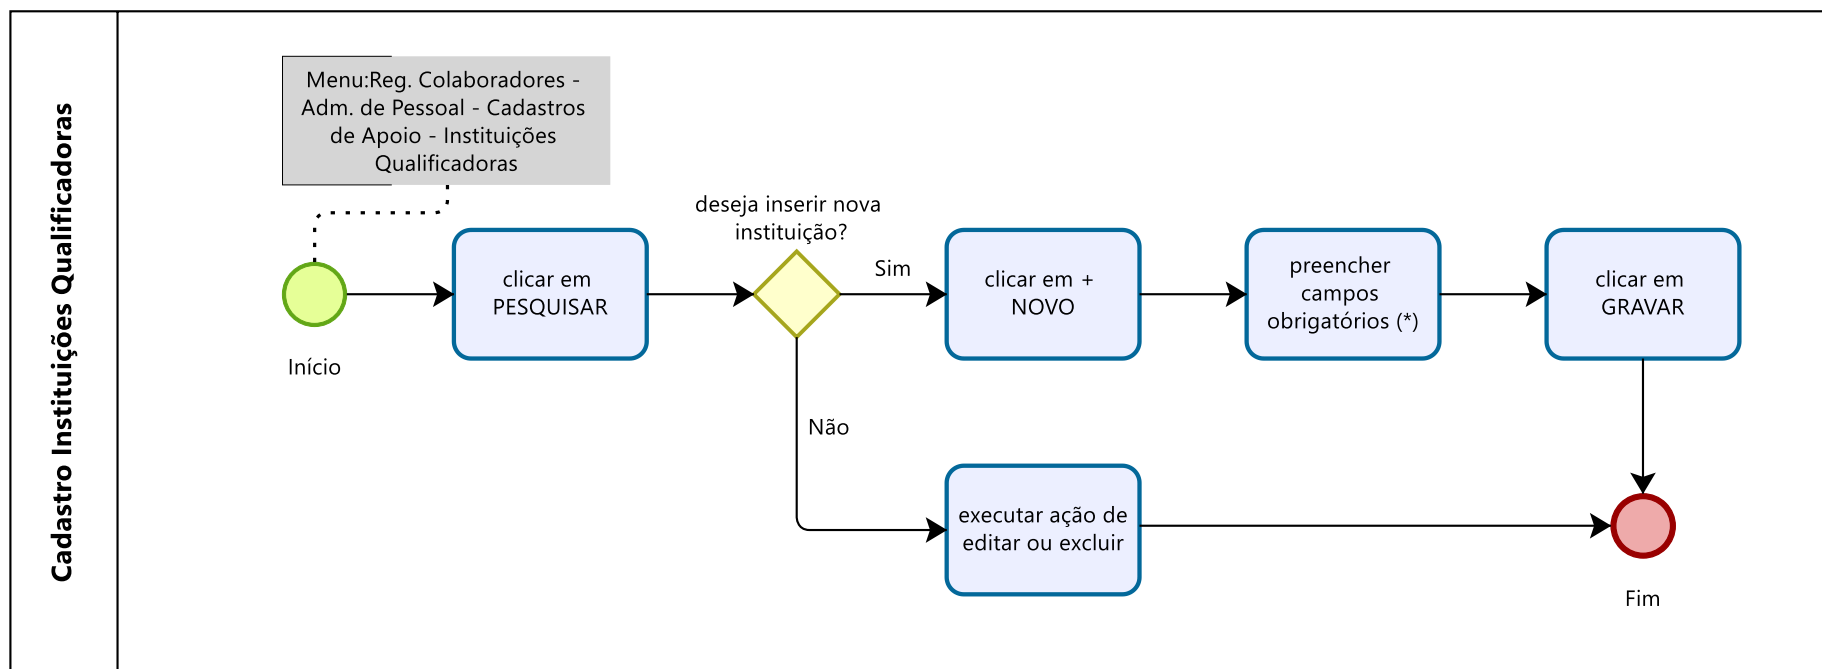 Cadastro Instituições Qualificadoras
Menu:Reg. Colaboradores -
Adm. de Pessoal - Cadastros
de Apoio - Instituições
Qualificadoras
Início
clicar em
PESQUISAR
deseja inserir nova
instituição?
Sim
clicar em +
NOVO
preencher
campos
obrigatórios (*)
clicar em
GRAVAR
Não
executar ação de
editar ou excluir
Fim